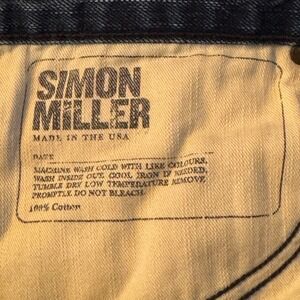 SIMON
MiLLER
MADE IN THE USA
DATE
MACHINE WASH COLD WITH LIKE COLOURS,
WASH INSIDE OUT, COOL IRON IF NEEDED,
TUMBLE DRY LOW TEMPERATURE REMOVE
PROMPTLY. DO NOT BLEACH.
100% Cotton